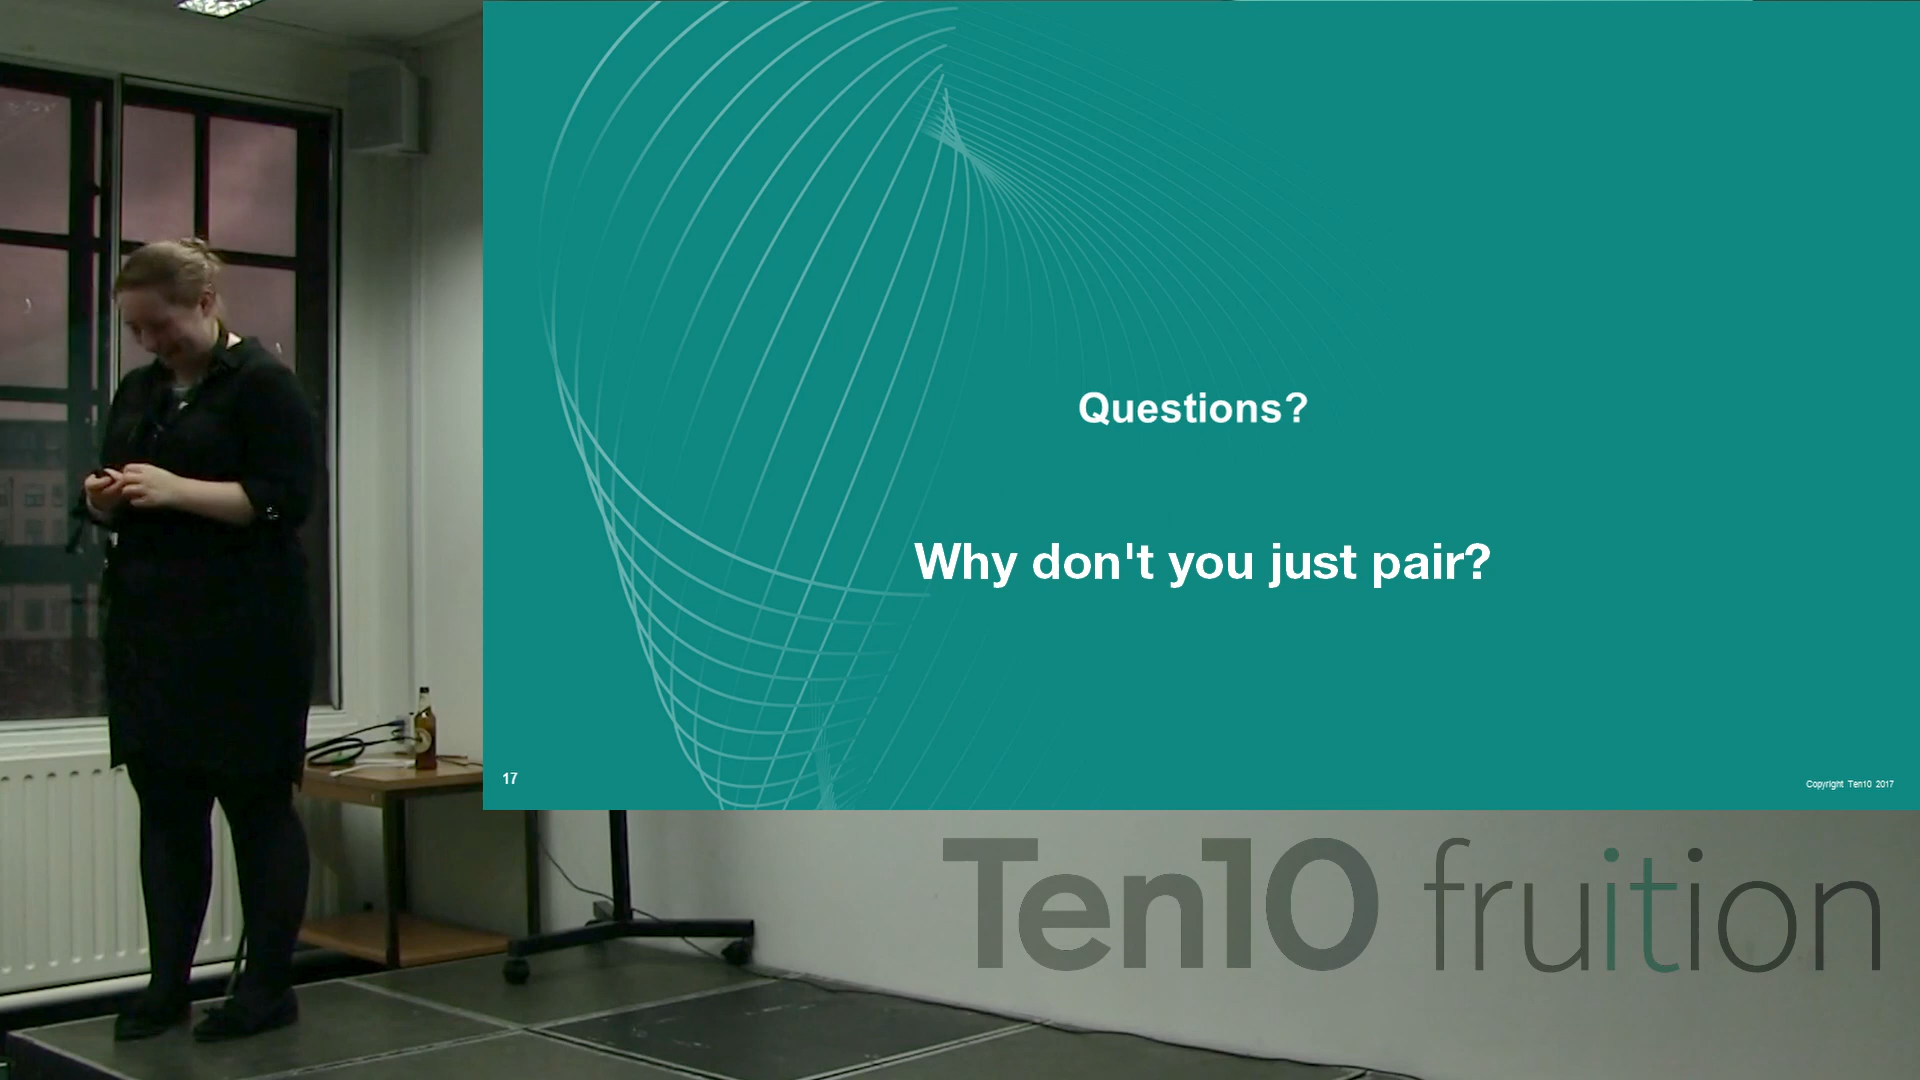 Questions?
Why don't you just pair?
17
Copyright Ten10 2017
Ten10 fruition